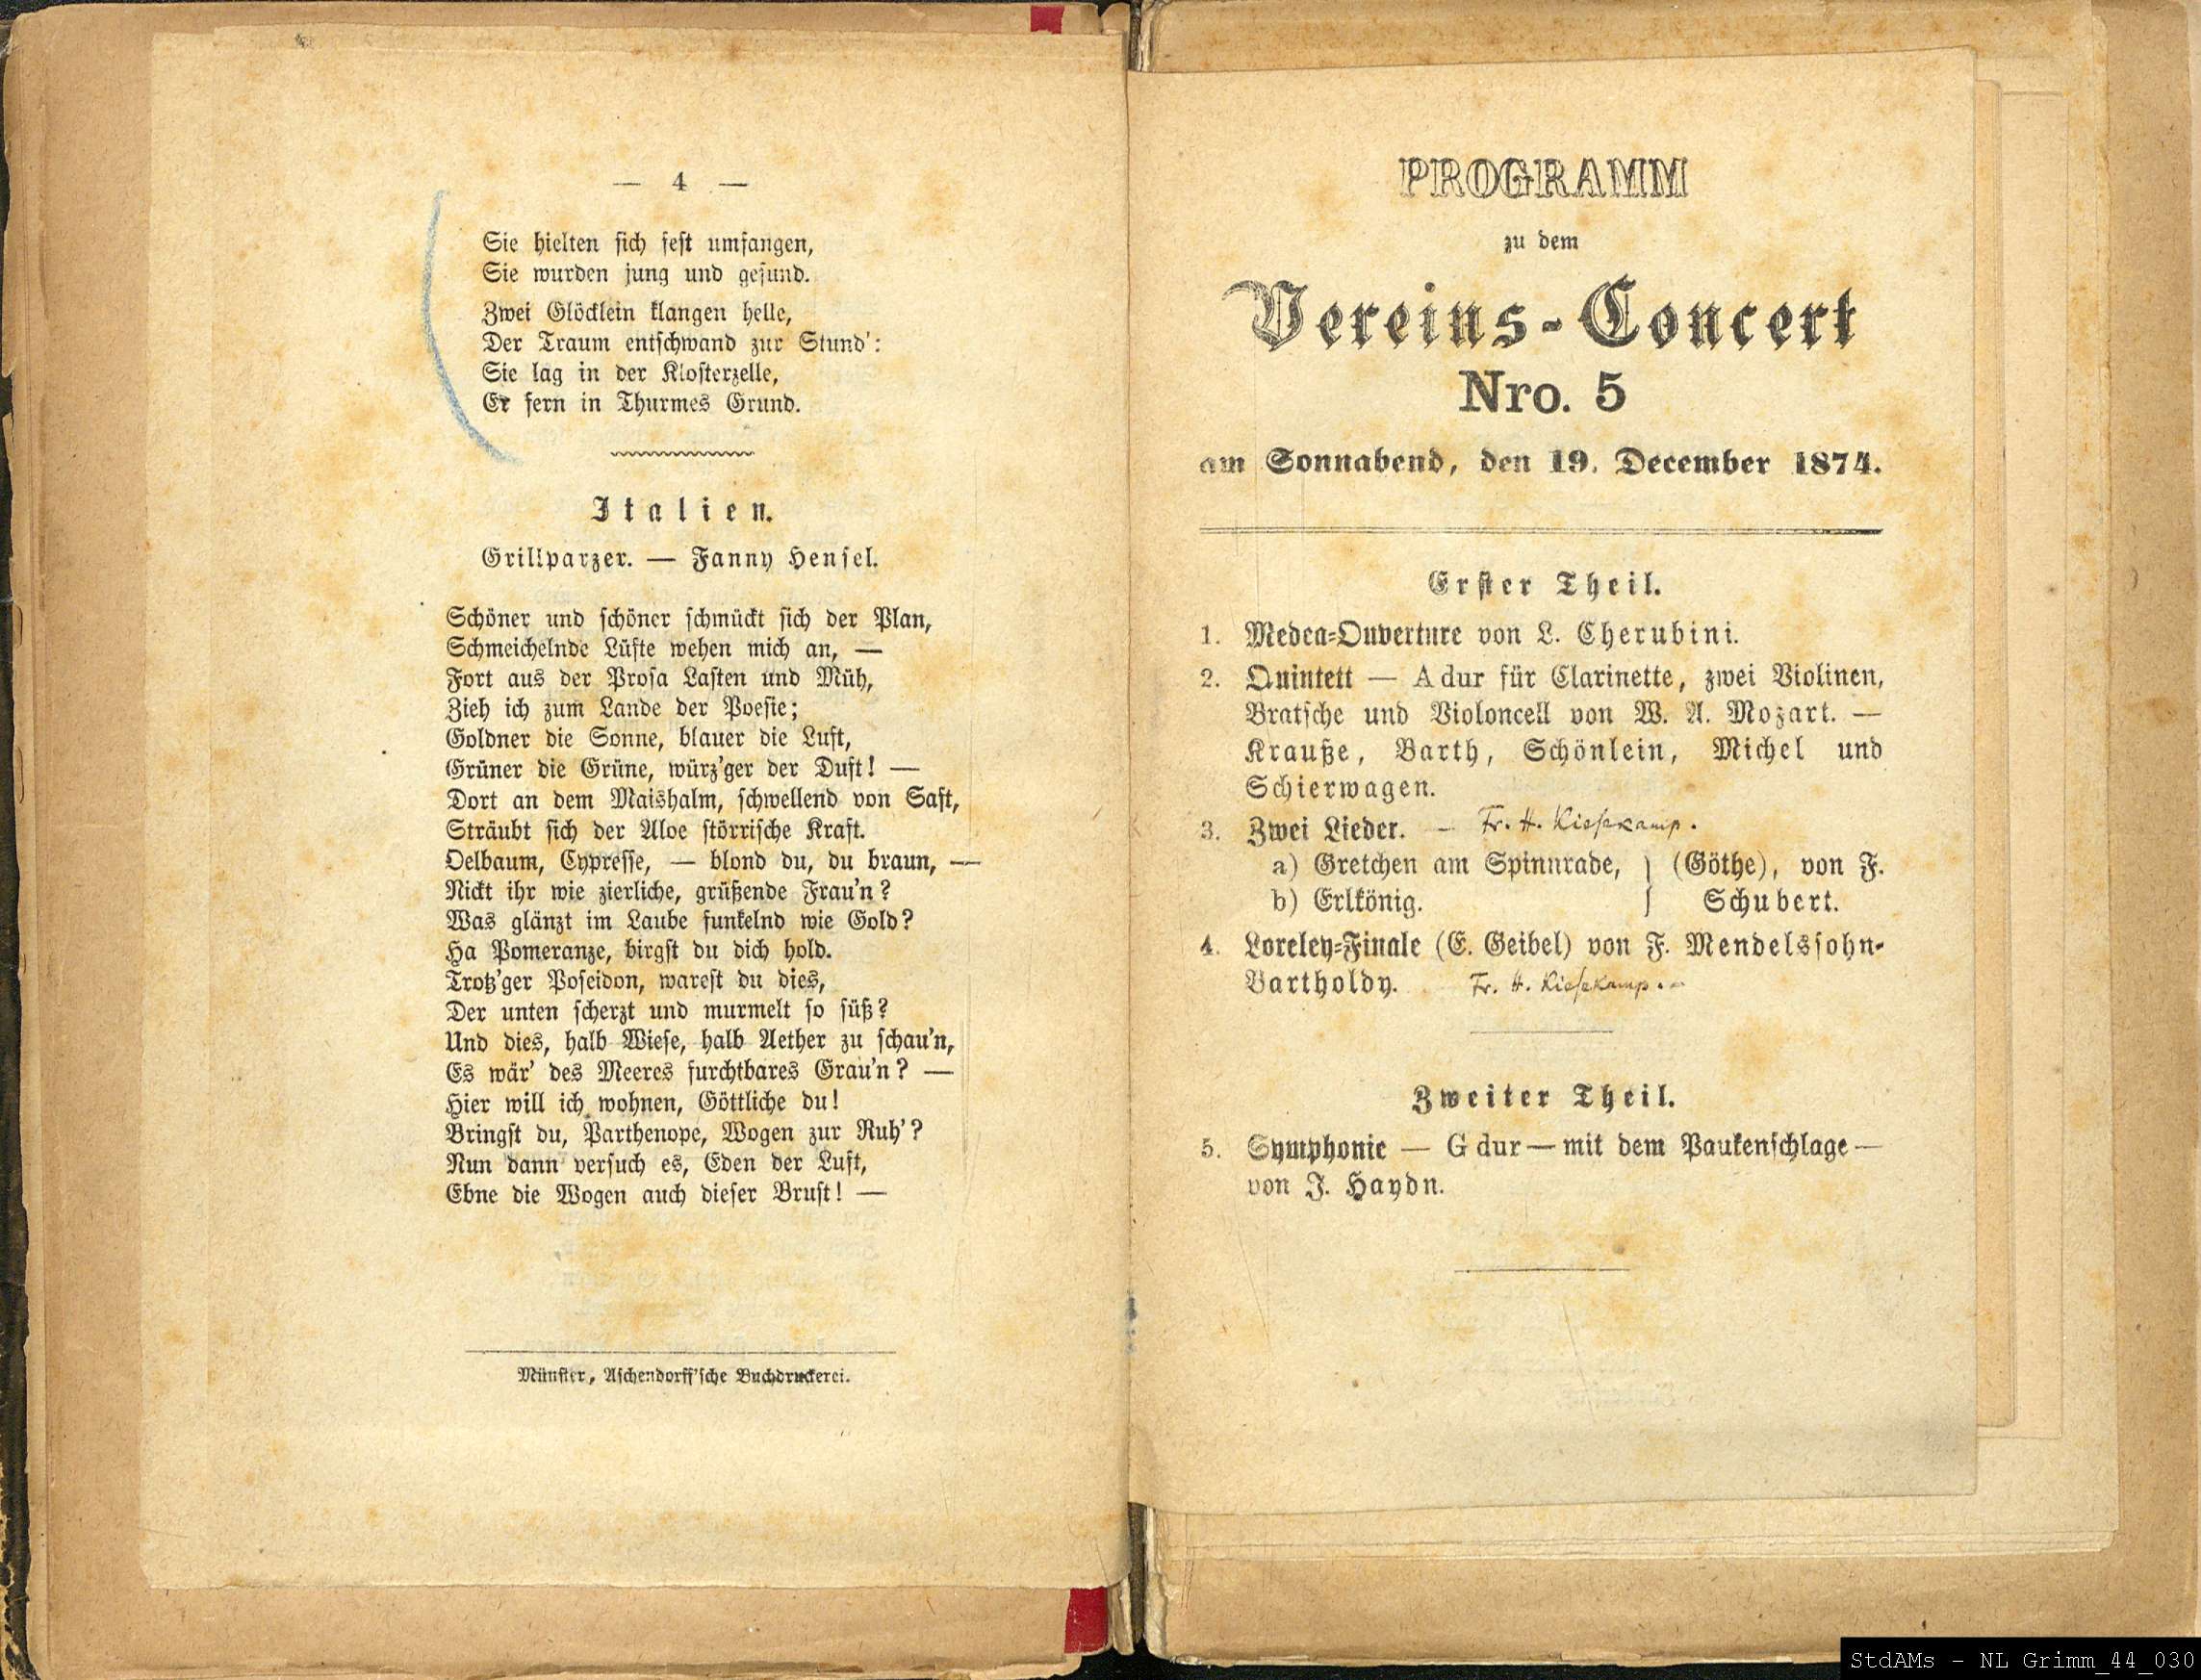 — 4 —
Sie hielten sich fest umfangen,
Sie wurden jung und gesund.
Zwei Glöcklein klangen helle,
Der Traum entschwand zur Stund':
Sie lag in der Klosterzelle,
Er fern in Thurmes Grund.
Italien.
Grillparzer. — Fanny Hensel.
Schöner und schöner schmückt sich der Plan,
Schmeichelnde Lüfte wehen mich an, —
Fort aus der Prosa Lasten und Müh,
Zieh ich zum Lande der Poesie;
Goldner die Sonne, blauer die Luft,
Grüner die Grüne, würz'ger der Duft! —
Dort an dem Maishalm, schwellend von Saft,
Sträubt sich der Aloe störrische Kraft.
Oelbaum, Cypresse, — blond du, du braun, —
Nickt ihr wie zierliche, grüßende Frau'n?
Was glänzt im Laube funkelnd wie Gold?
Ha Pomeranze, birgst du dich hold.
Trotz'ger Poseidon, warest du dies,
Der unten scherzt und murmelt so süß?
Und dies, halb Wiese, halb Aether zu schau'n,
Es wär' des Meeres furchtbares Grau'n? —
Hier will ich wohnen, Göttliche du!
Bringst du, Parthenope, Wogen zur Ruh'?
Nun dann versuch es, Eden der Luft,
Ebne die Wogen auch dieser Brust! —
Münster, Aschendorff'sche Buchdruckerei.
PROGRAMM
zu dem
Vereins-Concert
Nro. 5
am Sonnabend, den 19. December 1874.
Erster Theil.
1. Medea-Ouverture von L. Cherubini.
2. Quintett — A dur für Clarinette, zwei Violinen,
Bratsche und Violoncell von W. A. Mozart. —
Krauße, Barth, Schönlein, Michel und
Schierwagen.
3. Zwei Lieder. — Fr. H. Kiesekamp.
a) Gretchen am Spinnrade, } (Göthe), von F.
b) Erlkönig. } Schubert.
4. Loreley-Finale (E. Geibel) von F. Mendelssohn-
Bartholdy. Fr. H. Kiesekamp. -
Zweiter Theil.
5. Symphonie — G dur — mit dem Paukenschlage —
von J. Haydn.
StdAMs - NL Grimm_44_030